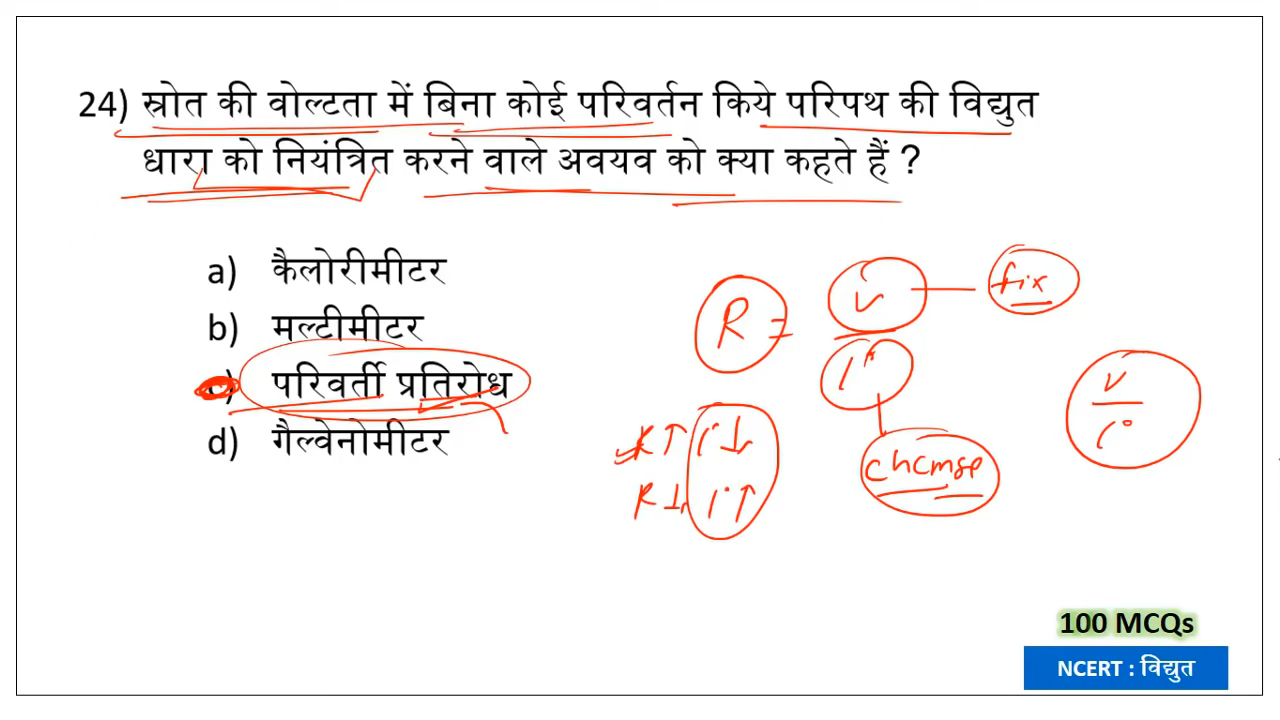 24) स्रोत की वोल्टता में बिना कोई परिवर्तन किये परिपथ की विद्युत
धारा को नियंत्रित करने वाले अवयव को क्या कहते हैं ?
a) कैलोरीमीटर
b) मल्टीमीटर
c) परिवर्ती प्रतिरोध
d) गैल्वेनोमीटर
R =
V
fix
i
V
i
R↑ i↓
R↓ i↑
100 MCQs
NCERT : विद्युत